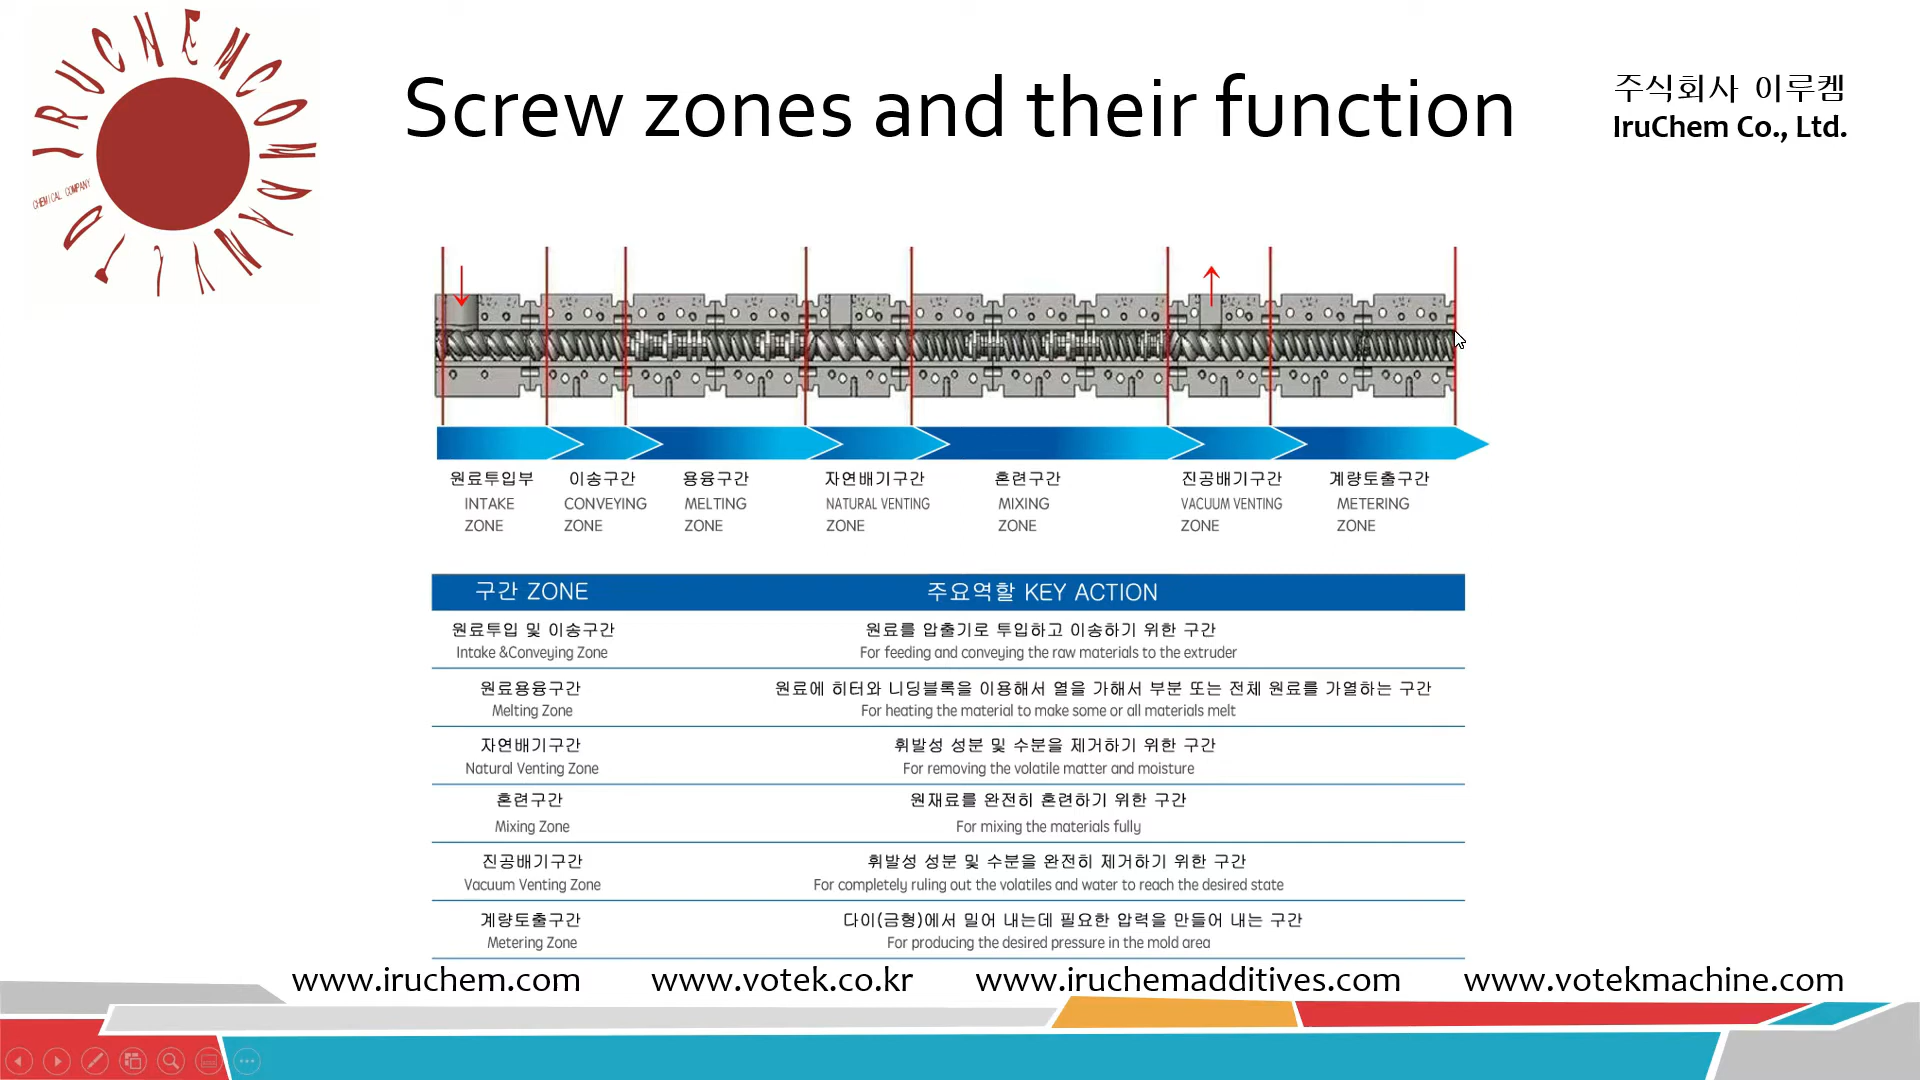 IRUCHEM COMPANY LTD
CHEMICAL COMPANY
Screw zones and their function
주식회사 이루켐
IruChem Co., Ltd.
원료투입부 이송구간 용융구간 자연배기구간 혼련구간 진공배기구간 계량토출구간
INTAKE CONVEYING MELTING NATURAL VENTING MIXING VACUUM VENTING METERING
ZONE ZONE ZONE ZONE ZONE ZONE ZONE
구간 ZONE 주요역할 KEY ACTION
원료투입 및 이송구간 원료를 압출기로 투입하고 이송하기 위한 구간
Intake &Conveying Zone For feeding and conveying the raw materials to the extruder
원료용융구간 원료에 히터와 니딩블록을 이용해서 열을 가해서 부분 또는 전체 원료를 가열하는 구간
Melting Zone For heating the material to make some or all materials melt
자연배기구간 휘발성 성분 및 수분을 제거하기 위한 구간
Natural Venting Zone For removing the volatile matter and moisture
혼련구간 원재료를 완전히 혼련하기 위한 구간
Mixing Zone For mixing the materials fully
진공배기구간 휘발성 성분 및 수분을 완전히 제거하기 위한 구간
Vacuum Venting Zone For completely ruling out the volatiles and water to reach the desired state
계량토출구간 다이(금형)에서 밀어 내는데 필요한 압력을 만들어 내는 구간
Metering Zone For producing the desired pressure in the mold area
www.iruchem.com www.votek.co.kr www.iruchemadditives.com www.votekmachine.com